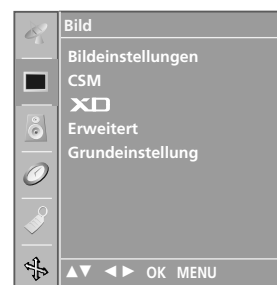 Bild
Bildeinstellungen
CSM
XD
Erweitert
Grundeinstellung
▲▼ ◄► OK MENU